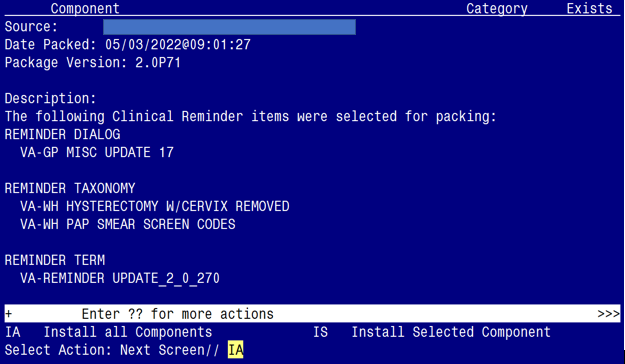 Component Category Exists
Source:
Date Packed: 05/03/2022@09:01:27
Package Version: 2.0P71
Description:
The following Clinical Reminder items were selected for packing:
REMINDER DIALOG
VA-GP MISC UPDATE 17
REMINDER TAXONOMY
VA-WH HYSTERECTOMY W/CERVIX REMOVED
VA-WH PAP SMEAR SCREEN CODES
REMINDER TERM
VA-REMINDER UPDATE_2_0_270
+ Enter ?? for more actions >>>
IA Install all Components IS Install Selected Component
Select Action: Next Screen// IA